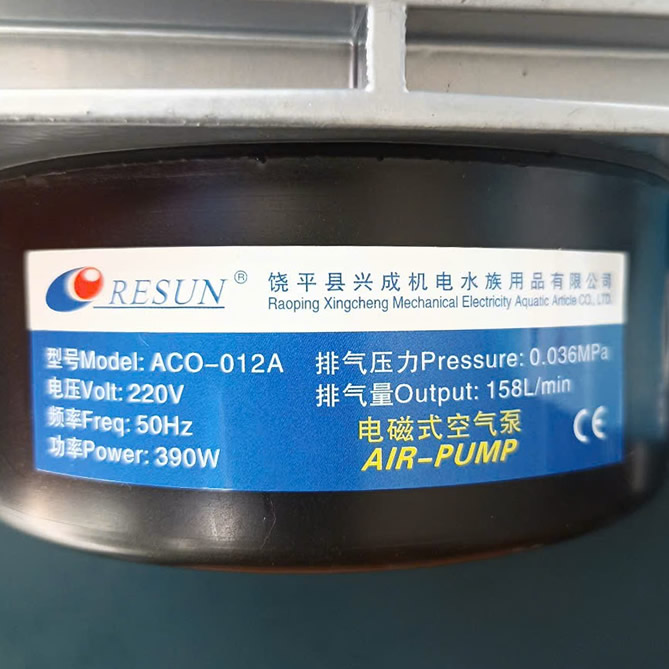 RESUN®
饶平县兴成机电水族用品有限公司
Raoping Xingcheng Mechanical Electricity Aquatic Article CO., LTD.
型号Model: ACO-012A
电压Volt: 220V
频率Freq: 50Hz
功率Power: 390W
排气压力Pressure: 0.036MPa
排气量Output: 158L/min
电磁式空气泵
AIR-PUMP
CE